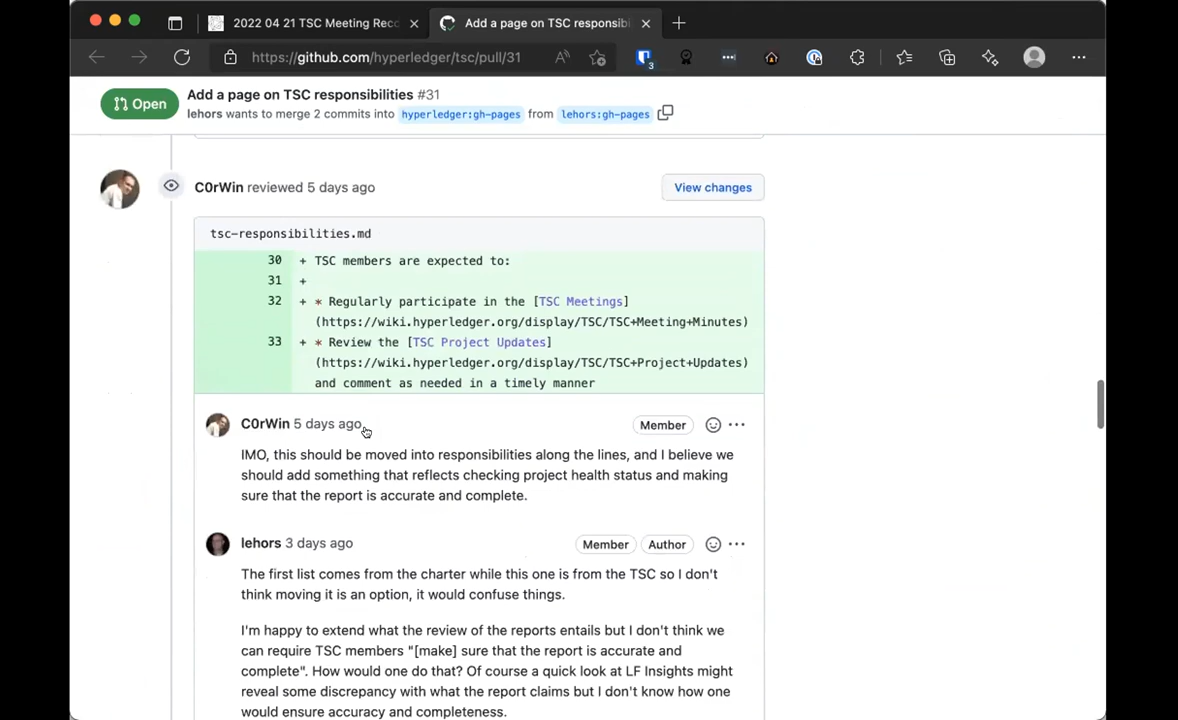 2022 04 21 TSC Meeting Reco
Add a page on TSC responsibil
https://github.com/hyperledger/tsc/pull/31
3
Open
Add a page on TSC responsibilities #31
lehors wants to merge 2 commits into hyperledger:gh-pages from lehors:gh-pages
C0rWin reviewed 5 days ago
View changes
tsc-responsibilities.md
30 + TSC members are expected to:
31 +
32 + * Regularly participate in the [TSC Meetings]
(https://wiki.hyperledger.org/display/TSC/TSC+Meeting+Minutes)
33 + * Review the [TSC Project Updates]
(https://wiki.hyperledger.org/display/TSC/TSC+Project+Updates)
and comment as needed in a timely manner
C0rWin 5 days ago
Member
IMO, this should be moved into responsibilities along the lines, and I believe we
should add something that reflects checking project health status and making
sure that the report is accurate and complete.
lehors 3 days ago
Member Author
The first list comes from the charter while this one is from the TSC so I don't
think moving it is an option, it would confuse things.
I'm happy to extend what the review of the reports entails but I don't think we
can require TSC members "[make] sure that the report is accurate and
complete". How would one do that? Of course a quick look at LF Insights might
reveal some discrepancy with what the report claims but I don't know how one
would ensure accuracy and completeness.